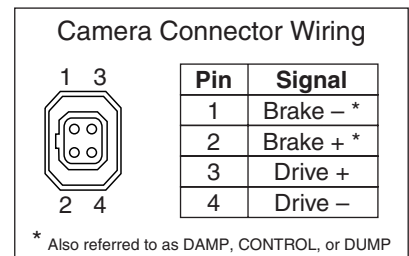 Camera Connector Wiring
1 3
2 4
Pin Signal
1 Brake – *
2 Brake + *
3 Drive +
4 Drive –
* Also referred to as DAMP, CONTROL, or DUMP